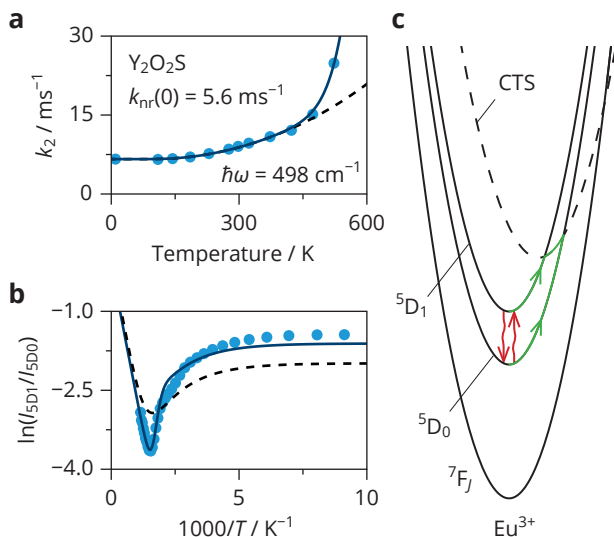 a
30
15
0
k₂ / ms⁻¹
Y₂O₂S
kₙᵣ(0) = 5.6 ms⁻¹
ħω = 498 cm⁻¹
0 300 600
Temperature / K
b
-1.0
-2.5
-4.0
ln(I₅D₁/I₅D₀)
0 5 10
1000/T / K⁻¹
c
CTS
⁵D₁
⁵D₀
⁷F_J
Eu³⁺